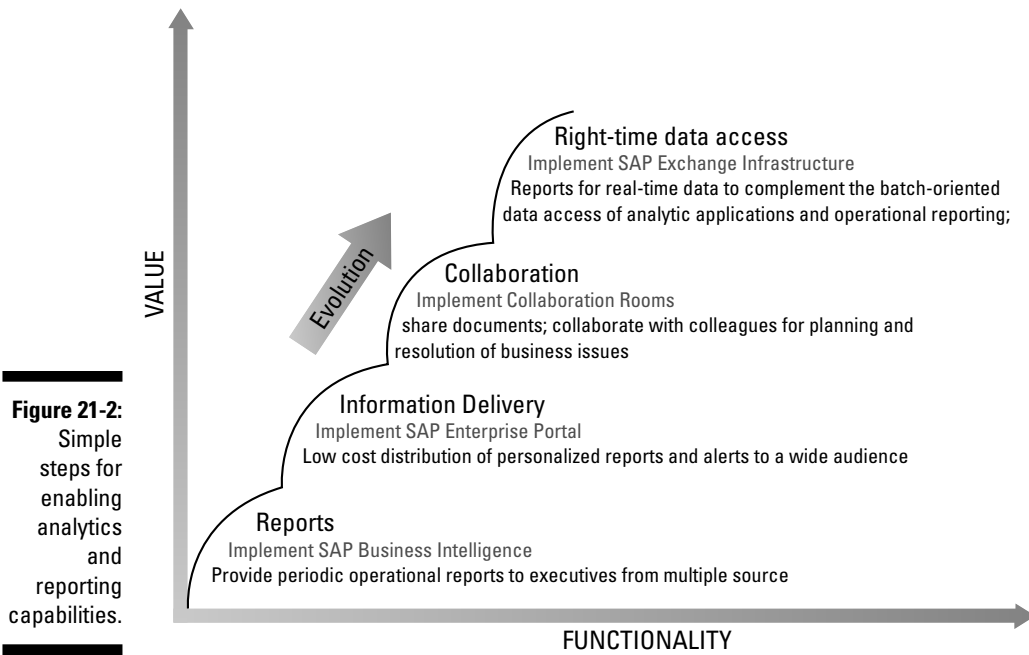 VALUE
Right-time data access
Implement SAP Exchange Infrastructure
Reports for real-time data to complement the batch-oriented
data access of analytic applications and operational reporting;
Evolution
Collaboration
Implement Collaboration Rooms
share documents; collaborate with colleagues for planning and
resolution of business issues
Information Delivery
Implement SAP Enterprise Portal
Low cost distribution of personalized reports and alerts to a wide audience
Reports
Implement SAP Business Intelligence
Provide periodic operational reports to executives from multiple source
FUNCTIONALITY
Figure 21-2:
Simple
steps for
enabling
analytics
and
reporting
capabilities.